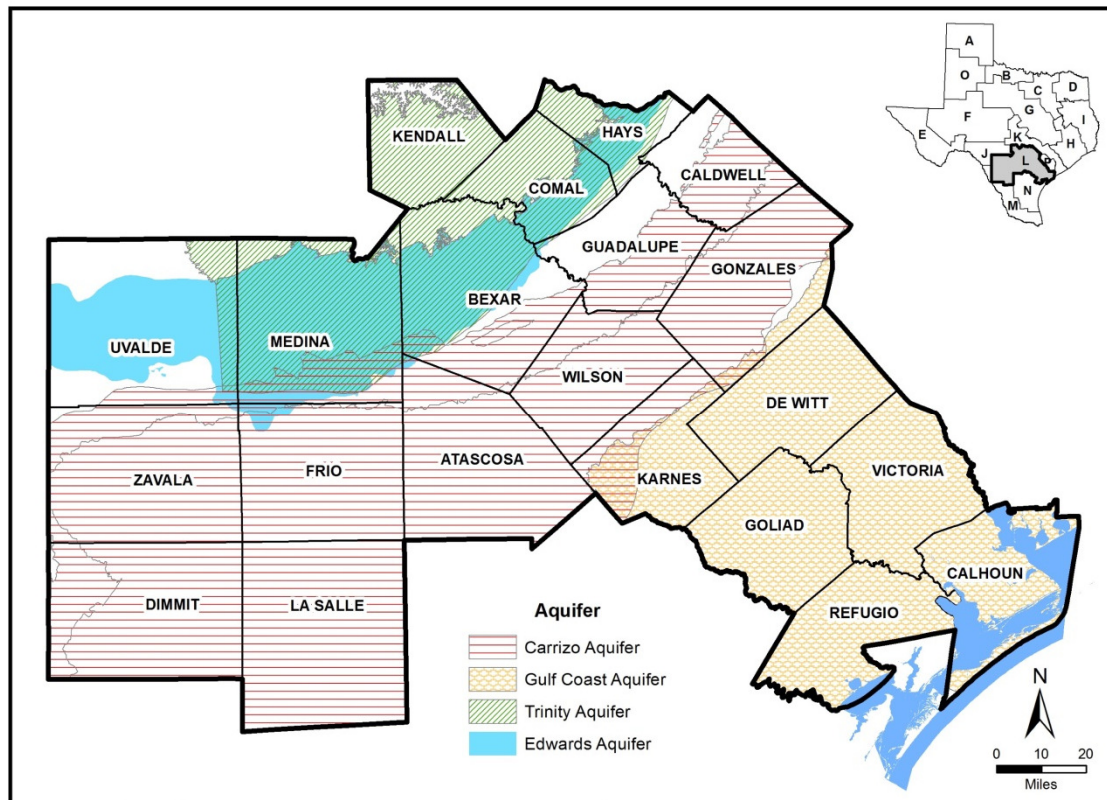 A
O
B
C
D
E
F
G
I
H
K
J
L
P
N
M
KENDALL
HAYS
COMAL
CALDWELL
GUADALUPE
GONZALES
BEXAR
UVALDE
MEDINA
WILSON
DE WITT
ZAVALA
FRIO
ATASCOSA
KARNES
VICTORIA
GOLIAD
CALHOUN
DIMMIT
LA SALLE
REFUGIO
Aquifer
Carrizo Aquifer
Gulf Coast Aquifer
Trinity Aquifer
Edwards Aquifer
N
0 10 20
Miles